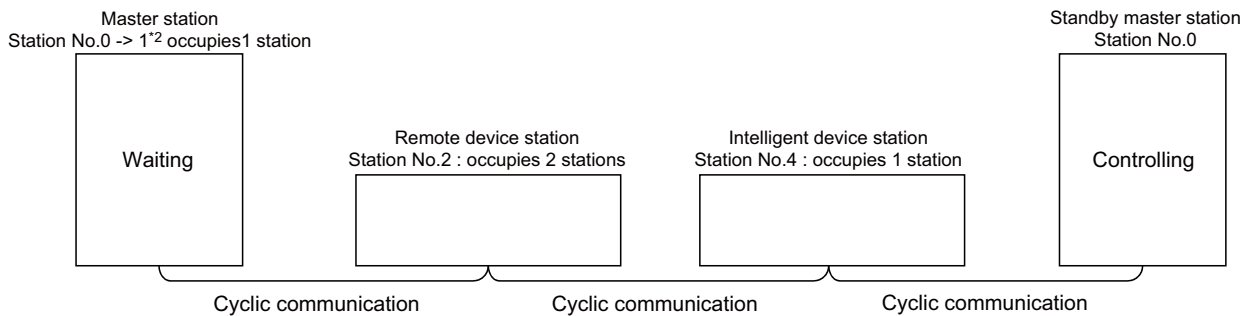 Master station
Station No.0 -> 1*2 occupies1 station
Waiting
Remote device station
Station No.2 : occupies 2 stations
Intelligent device station
Station No.4 : occupies 1 station
Standby master station
Station No.0
Controlling
Cyclic communication
Cyclic communication
Cyclic communication